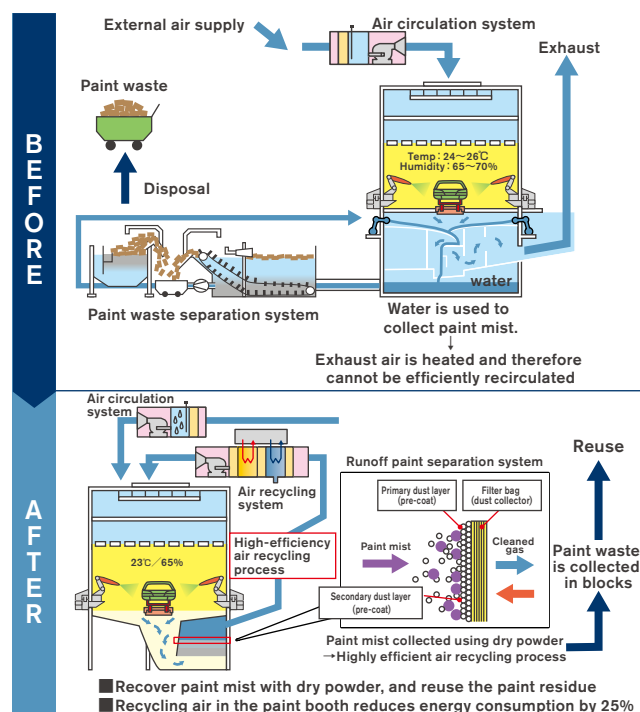 BEFORE
External air supply
Air circulation system
Exhaust
Paint waste
Disposal
Temp : 24～26℃
Humidity : 65～70%
water
Paint waste separation system
Water is used to
collect paint mist.
↓
Exhaust air is heated and therefore
cannot be efficiently recirculated
AFTER
Air circulation
system
Air recycling
system
High-efficiency
air recycling
process
23℃／65%
Runoff paint separation system
Primary dust layer
(pre-coat)
Filter bag
(dust collector)
Paint mist
Cleaned
gas
Secondary dust layer
(pre-coat)
Paint mist collected using dry powder
→Highly efficient air recycling process
Reuse
Paint waste
is collected
in blocks
■Recover paint mist with dry powder, and reuse the paint residue
■Recycling air in the paint booth reduces energy consumption by 25%